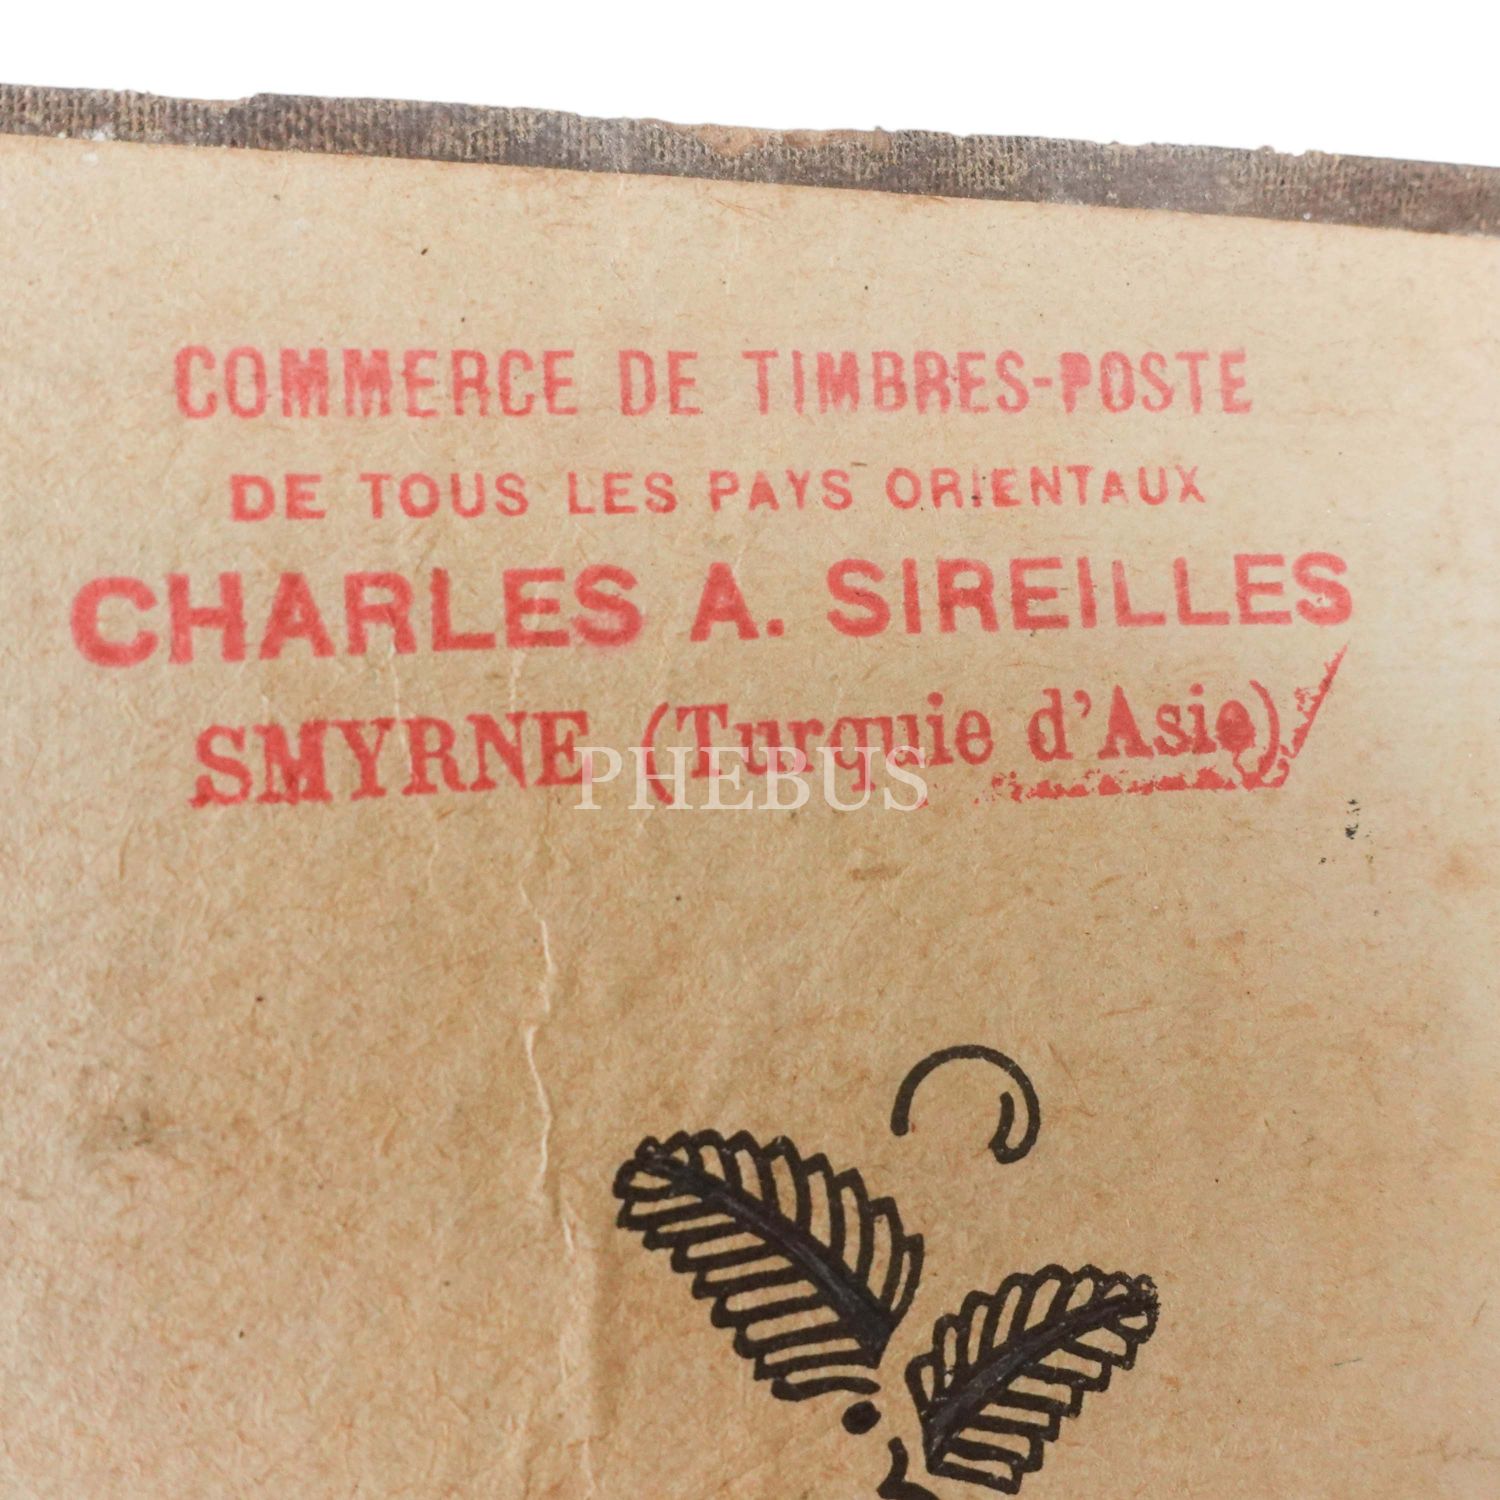 COMMERCE DE TIMBRES-POSTE
DE TOUS LES PAYS ORIENTAUX
CHARLES A. SIREILLES
SMYRNE (Turquie d'Asie)
PHEBUS